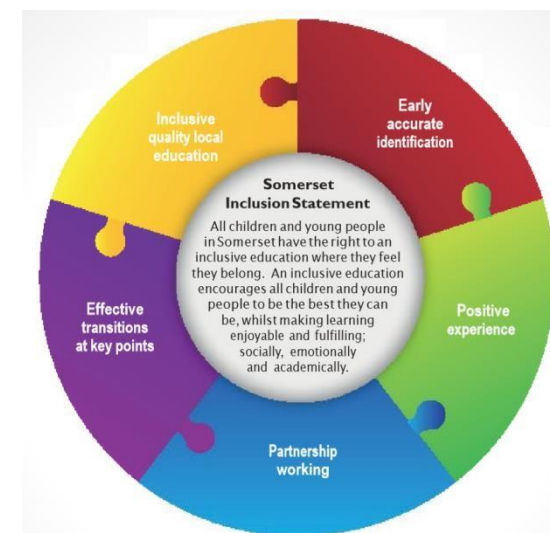 Inclusive
quality local
education
Early
accurate
identification
Somerset
Inclusion Statement
All children and young people
in Somerset have the right to an
inclusive education where they feel
they belong. An inclusive education
encourages all children and young
people to be the best they can
be, whilst making learning
enjoyable and fulfilling;
socially, emotionally
and academically.
Effective
transitions
at key points
Positive
experience
Partnership
working